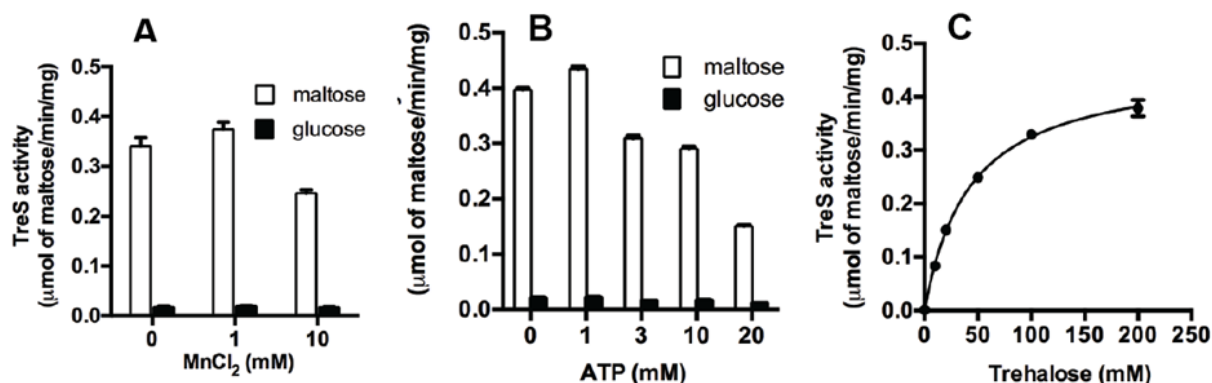 A
TreS activity
(μmol of maltose/min/mg)
0.5
0.4
0.3
0.2
0.1
0.0
maltose
glucose
0 1 10
MnCl2 (mM)
B
(μmol of maltose/min/mg)
0.5
0.4
0.3
0.2
0.1
0.0
maltose
glucose
0 1 3 10 20
ATP (mM)
C
TreS activity
(μmol of maltose/min/mg)
0.5
0.4
0.3
0.2
0.1
0.0
0 50 100 150 200 250
Trehalose (mM)